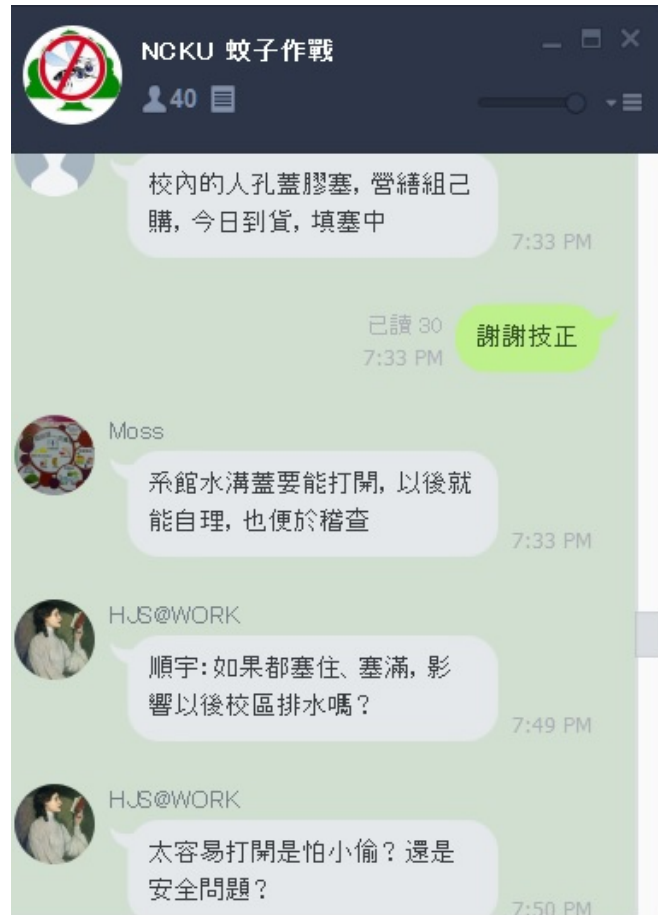 NCKU 蚊子作戰
40
校內的人孔蓋膠塞, 營繕組己
購, 今日到貨, 填塞中
7:33 PM
已讀 30
7:33 PM
謝謝技正
Moss
系館水溝蓋要能打開, 以後就
能自理, 也便於稽查
7:33 PM
HJS@WORK
順宇: 如果都塞住、塞滿, 影
響以後校區排水嗎?
7:49 PM
HJS@WORK
太容易打開是怕小偷? 還是
安全問題?
7:50 PM